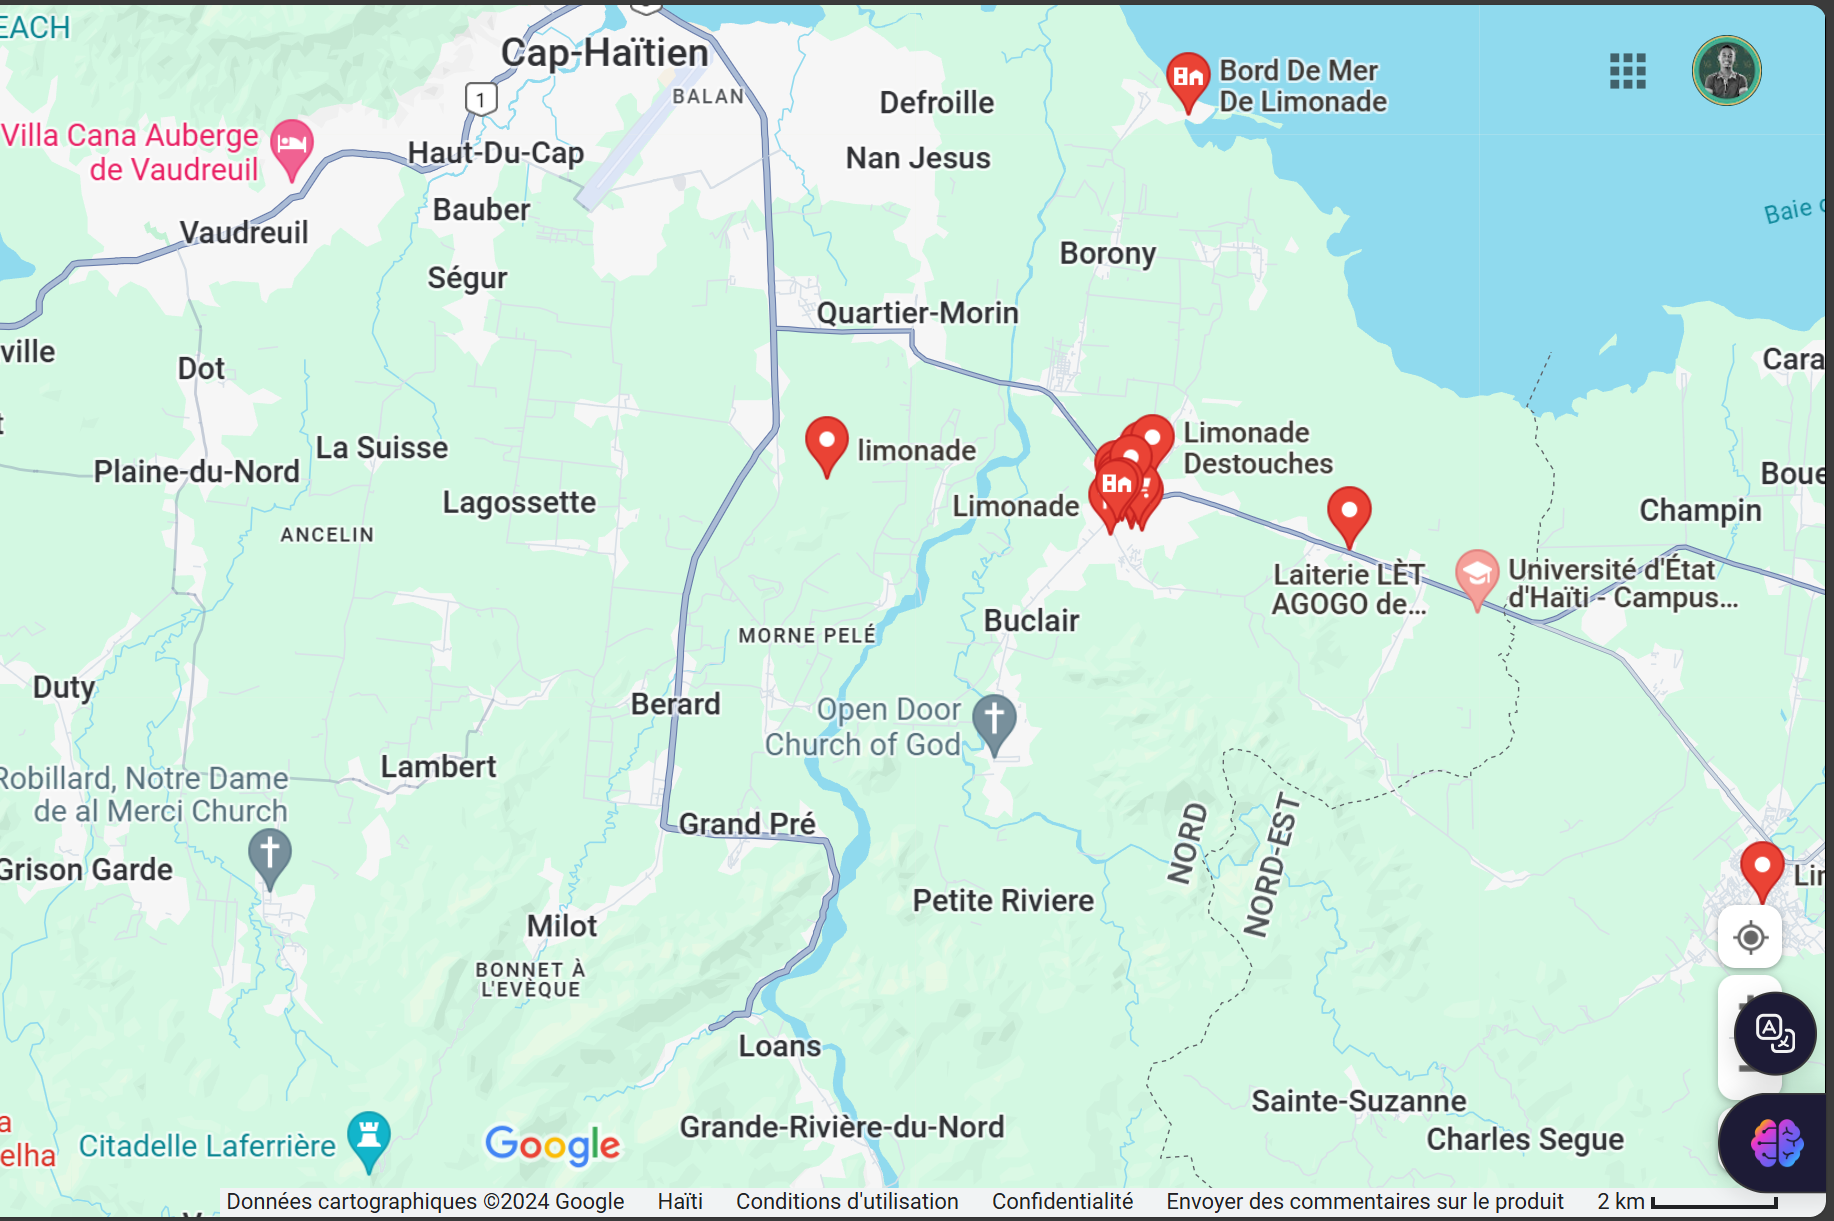 EACH
Cap-Haïtien
1
BALAN
Defroille
Bord De Mer
De Limonade
Villa Cana Auberge
de Vaudreuil
Haut-Du-Cap
Nan Jesus
Bauber
Baie
Vaudreuil
Borony
Ségur
Quartier-Morin
ville
Dot
Cara
La Suisse
limonade
Limonade
Destouches
Plaine-du-Nord
Boue
Lagossette
Limonade
Champin
ANCELIN
Laiterie LÈT
AGOGO de...
Université d'État
d'Haïti - Campus...
Buclair
MORNE PELÉ
Duty
Berard
Open Door
Church of God
Lambert
Robillard, Notre Dame
de al Merci Church
Grand Pré
NORD
NORD-EST
Grison Garde
Lir
Petite Riviere
Milot
BONNET À
L'EVÈQUE
Loans
Sainte-Suzanne
a
elha
Citadelle Laferrière
Google
Grande-Rivière-du-Nord
Charles Segue
Données cartographiques ©2024 Google Haïti Conditions d'utilisation Confidentialité Envoyer des commentaires sur le produit 2 km